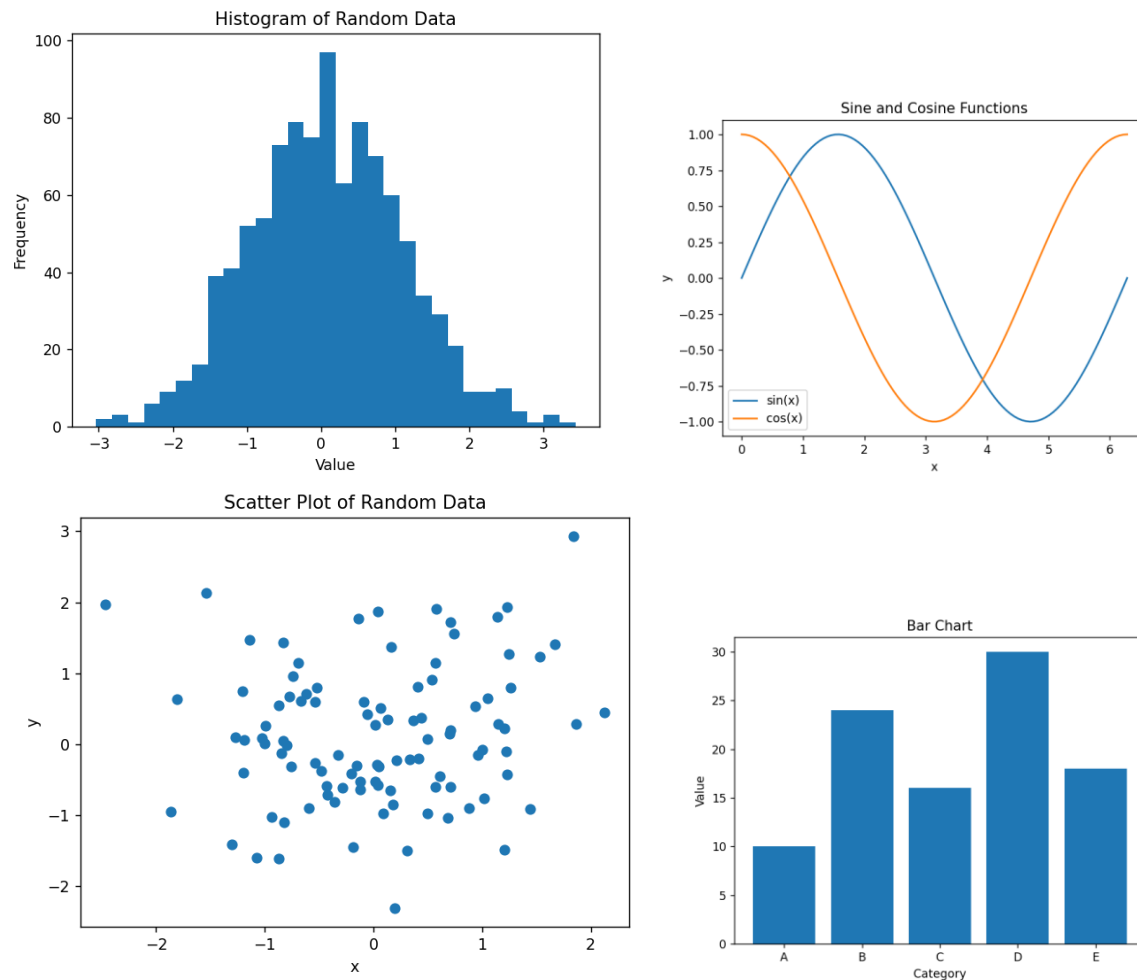 Histogram of Random Data
100
80
60
40
20
0
Frequency
−3 −2 −1 0 1 2 3
Value
Sine and Cosine Functions
1.00
0.75
0.50
0.25
0.00
−0.25
−0.50
−0.75
−1.00
y
sin(x)
cos(x)
0 1 2 3 4 5 6
x
Scatter Plot of Random Data
3
2
1
0
−1
−2
y
−2 −1 0 1 2
x
Bar Chart
30
25
20
15
10
5
0
Value
A B C D E
Category